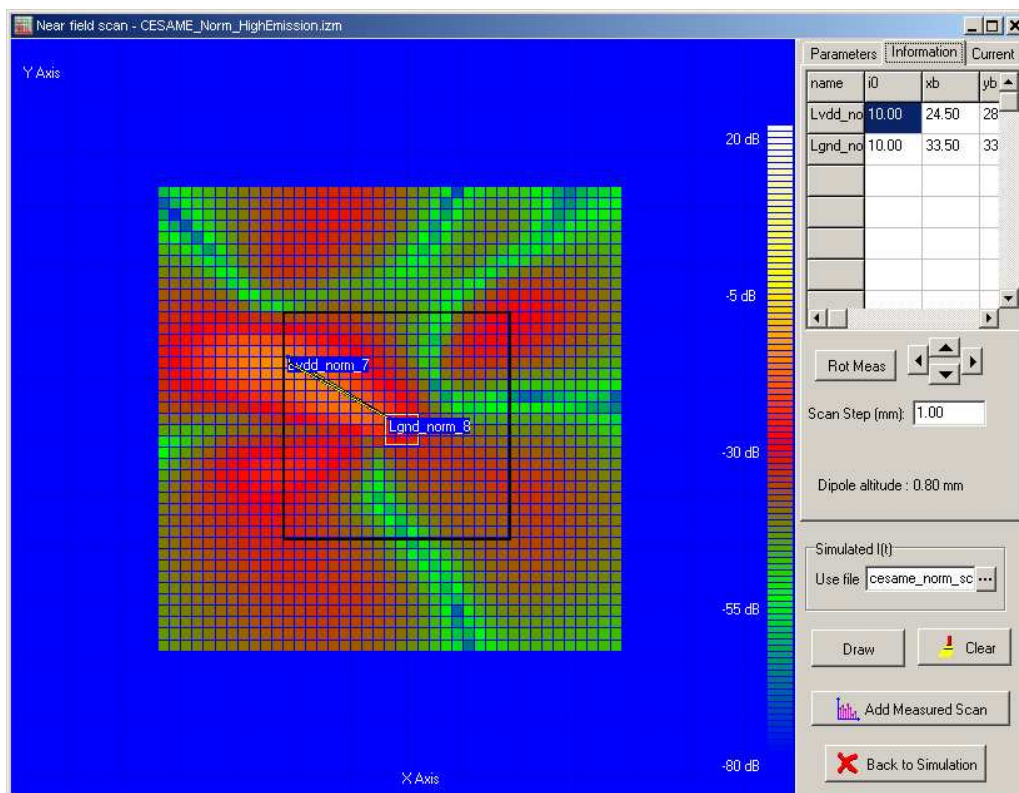 Near field scan - CESAME_Norm_HighEmission.izm
Y Axis
20 dB
-5 dB
-30 dB
-55 dB
-80 dB
X Axis
Lvdd_norm_7
Lgnd_norm_8
Parameters Information Current
name i0 xb yb
Lvdd_no 10.00 24.50 28
Lgnd_no 10.00 33.50 33
Rot Meas
Scan Step (mm): 1.00
Dipole altitude : 0.80 mm
Simulated I(t)
Use file cesame_norm_sc ...
Draw Clear
Add Measured Scan
Back to Simulation